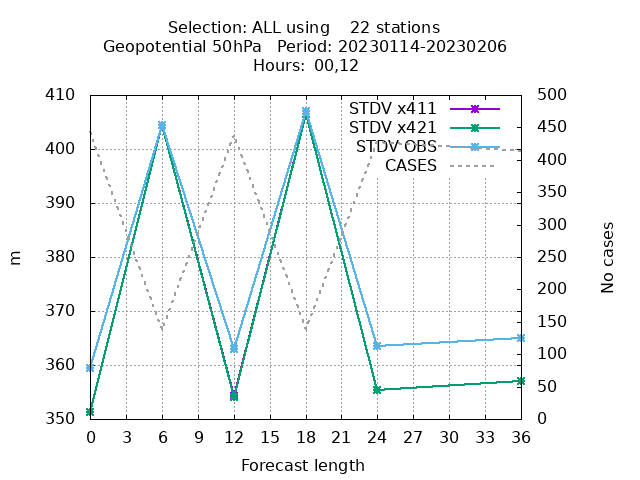 Selection: ALL using    22 stations
Geopotential 50hPa   Period: 20230114-20230206
Hours:  00,12
STDV x411
STDV x421
STDV OBS
CASES
410
400
390
380
370
360
350
500
450
400
350
300
250
200
150
100
50
0
m
No cases
0 3 6 9 12 15 18 21 24 27 30 33 36
Forecast length